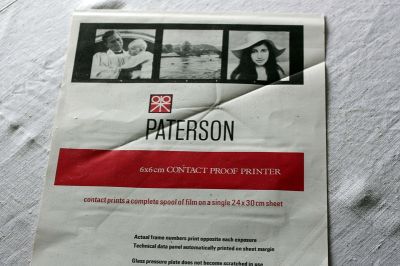 PATERSON
6x6cm CONTACT PROOF PRINTER
contact prints a complete spool of film on a single 24 x 30cm sheet
Actual frame numbers print opposite each exposure
Technical data panel automatically printed on sheet margin
Glass pressure plate does not become scratched in use